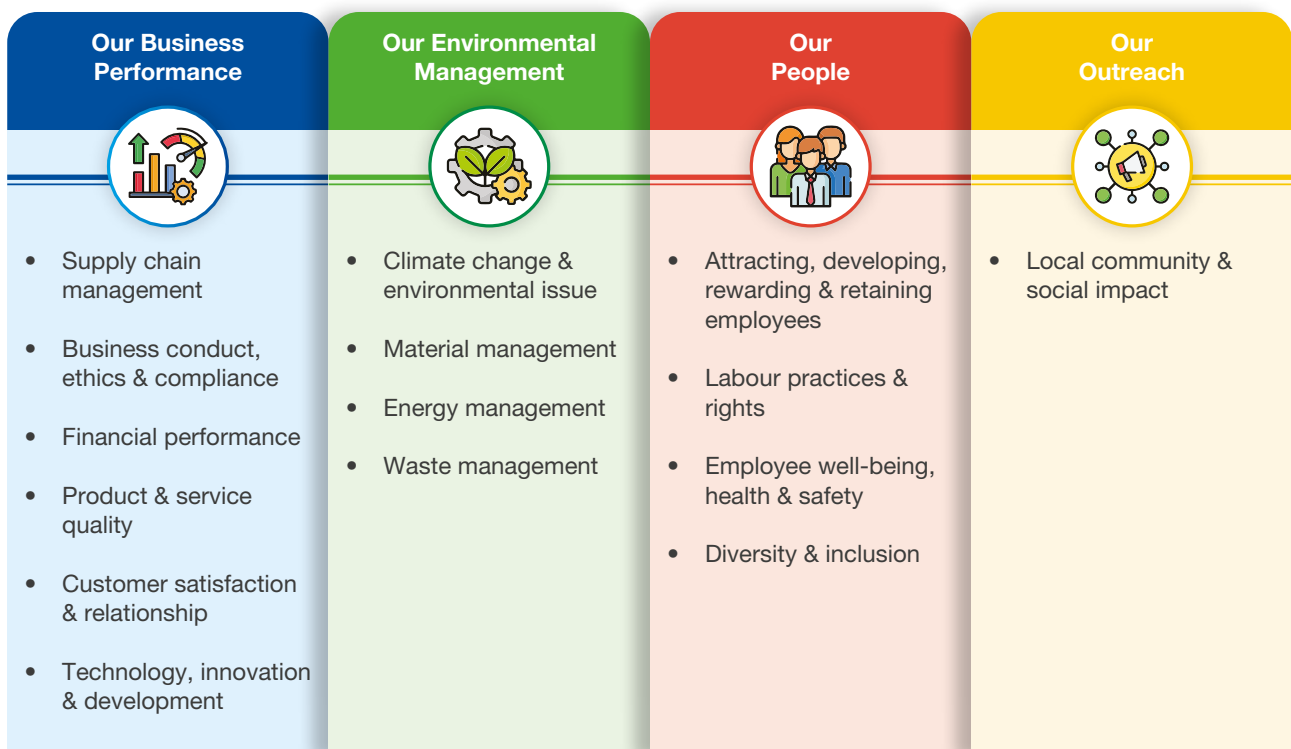 Our Business
Performance
• Supply chain
management
• Business conduct,
ethics & compliance
• Financial performance
• Product & service
quality
• Customer satisfaction
& relationship
• Technology, innovation
& development
Our Environmental
Management
• Climate change &
environmental issue
• Material management
• Energy management
• Waste management
Our
People
• Attracting, developing,
rewarding & retaining
employees
• Labour practices &
rights
• Employee well-being,
health & safety
• Diversity & inclusion
Our
Outreach
• Local community &
social impact